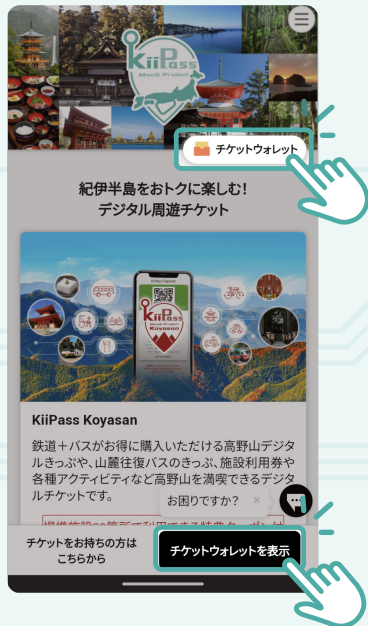 KiiPass
MaaS Project
チケットウォレット
紀伊半島をおトクに楽しむ！
デジタル周遊チケット
KiiPass
Koyasan
KiiPass Koyasan
鉄道＋バスがお得に購入いただける高野山デジタ
ルきっぷや、山麓往復バスのきっぷ、施設利用券や
各種アクティビティなど高野山を満喫できるデジタ
ルチケットです。
お困りですか？ ×
チケットをお持ちの方は
こちらから
チケットウォレットを表示